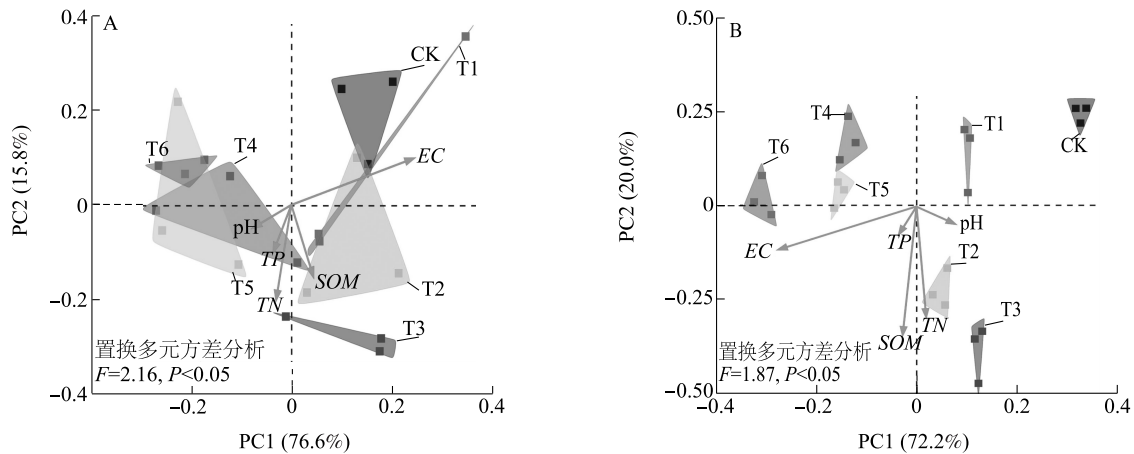 A
0.4
0.2
0
−0.2
−0.4
PC2 (15.8%)
CK
T1
T6
T4
EC
pH
TP
SOM
TN
T5
T2
T3
置换多元方差分析
F=2.16, P<0.05
−0.2
0
0.2
0.4
PC1 (76.6%)
B
0.50
0.25
0
−0.25
−0.50
PC2 (20.0%)
T4
T1
CK
T6
T5
pH
EC
TP
T2
TN
SOM
T3
置换多元方差分析
F=1.87, P<0.05
−0.4
−0.2
0
0.2
0.4
PC1 (72.2%)